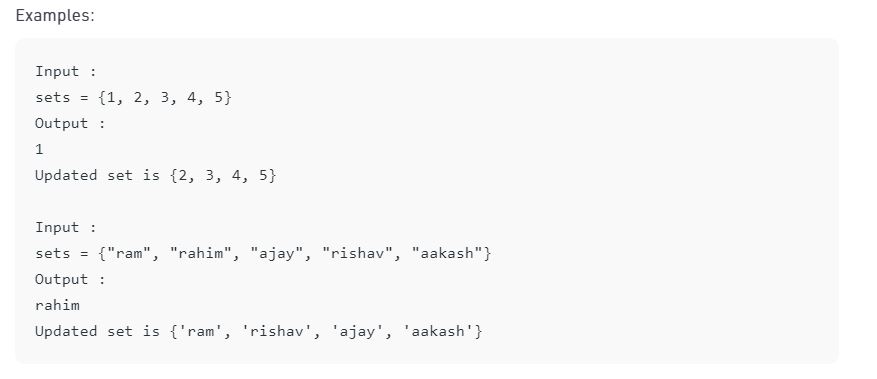 Examples:
Input :
sets = {1, 2, 3, 4, 5}
Output :
1
Updated set is {2, 3, 4, 5}
Input :
sets = {"ram", "rahim", "ajay", "rishav", "aakash"}
Output :
rahim
Updated set is {'ram', 'rishav', 'ajay', 'aakash'}